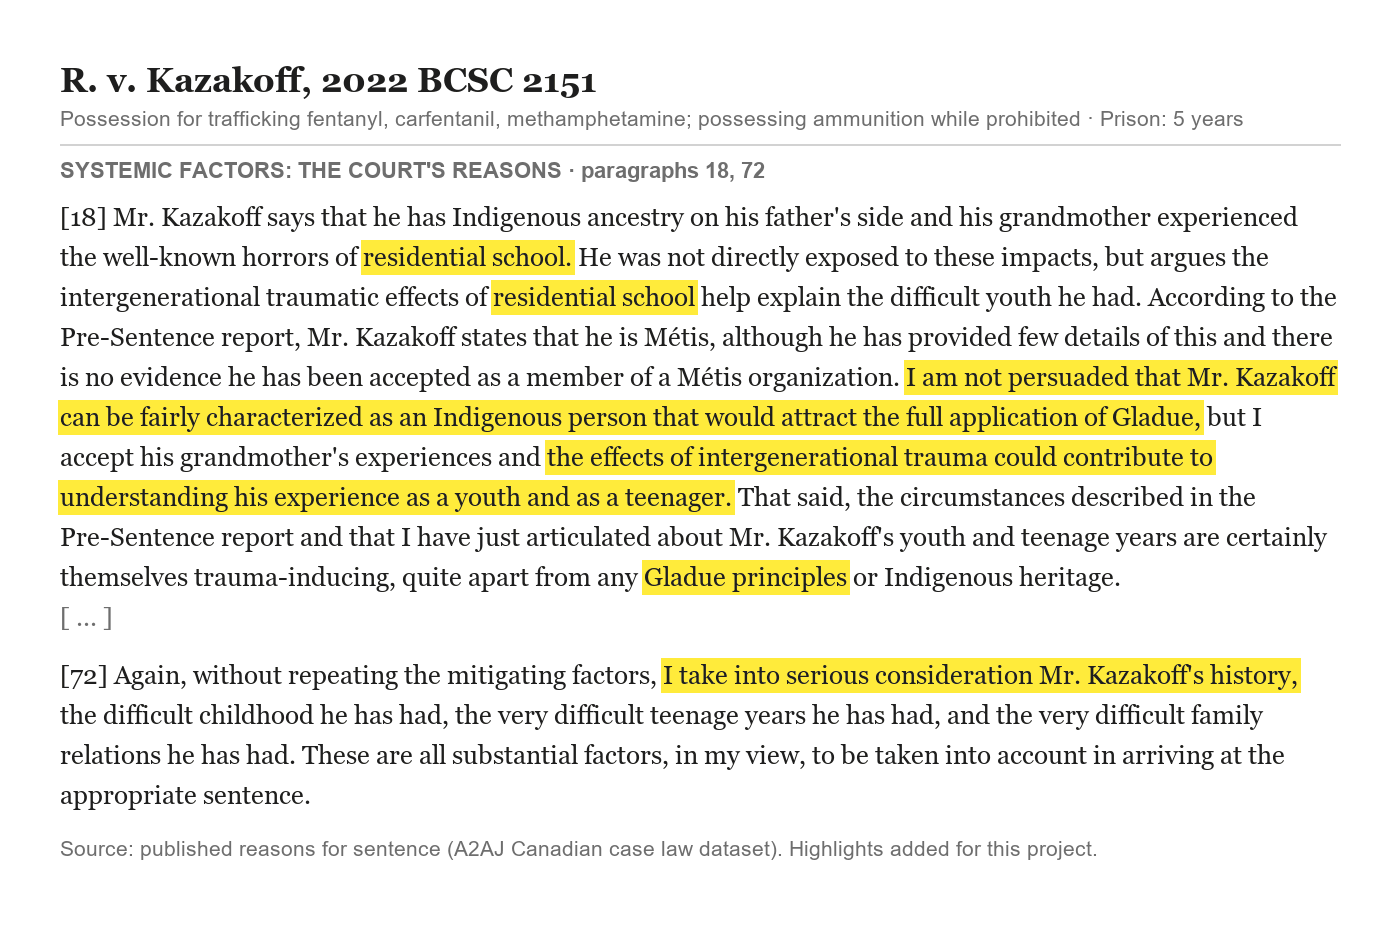 R. v. Kazakoff, 2022 BCSC 2151
Possession for trafficking fentanyl, carfentanil, methamphetamine; possessing ammunition while prohibited · Prison: 5 years
SYSTEMIC FACTORS: THE COURT'S REASONS · paragraphs 18, 72
[18] Mr. Kazakoff says that he has Indigenous ancestry on his father's side and his grandmother experienced
the well-known horrors of residential school. He was not directly exposed to these impacts, but argues the
intergenerational traumatic effects of residential school help explain the difficult youth he had. According to the
Pre-Sentence report, Mr. Kazakoff states that he is Métis, although he has provided few details of this and there
is no evidence he has been accepted as a member of a Métis organization. I am not persuaded that Mr. Kazakoff
can be fairly characterized as an Indigenous person that would attract the full application of Gladue, but I
accept his grandmother's experiences and the effects of intergenerational trauma could contribute to
understanding his experience as a youth and as a teenager. That said, the circumstances described in the
Pre-Sentence report and that I have just articulated about Mr. Kazakoff's youth and teenage years are certainly
themselves trauma-inducing, quite apart from any Gladue principles or Indigenous heritage.
[ ... ]
[72] Again, without repeating the mitigating factors, I take into serious consideration Mr. Kazakoff's history,
the difficult childhood he has had, the very difficult teenage years he has had, and the very difficult family
relations he has had. These are all substantial factors, in my view, to be taken into account in arriving at the
appropriate sentence.
Source: published reasons for sentence (A2AJ Canadian case law dataset). Highlights added for this project.